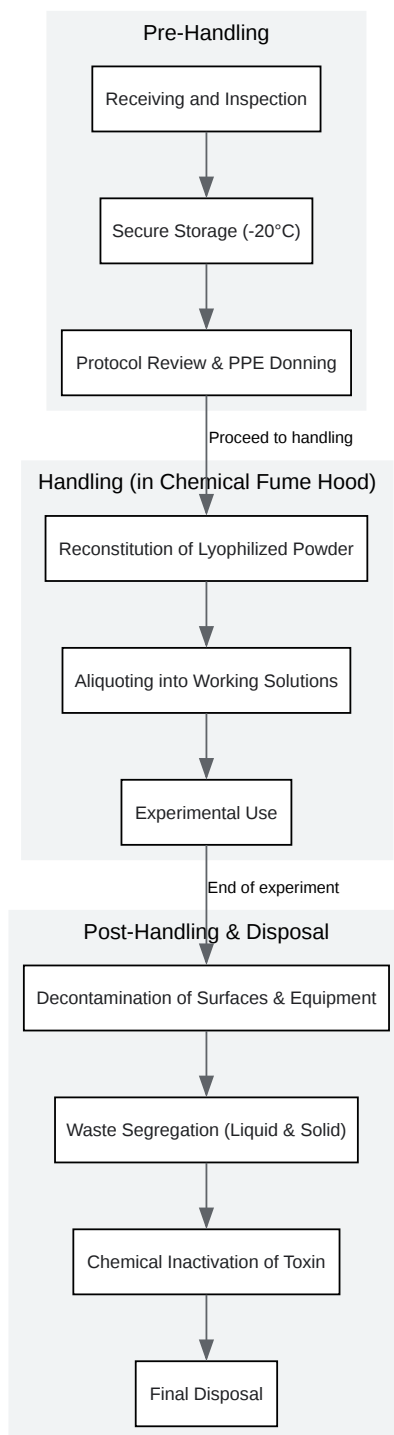 Pre-Handling
Receiving and Inspection
Secure Storage (-20°C)
Protocol Review & PPE Donning
Proceed to handling
Handling (in Chemical Fume Hood)
Reconstitution of Lyophilized Powder
Aliquoting into Working Solutions
Experimental Use
End of experiment
Post-Handling & Disposal
Decontamination of Surfaces & Equipment
Waste Segregation (Liquid & Solid)
Chemical Inactivation of Toxin
Final Disposal